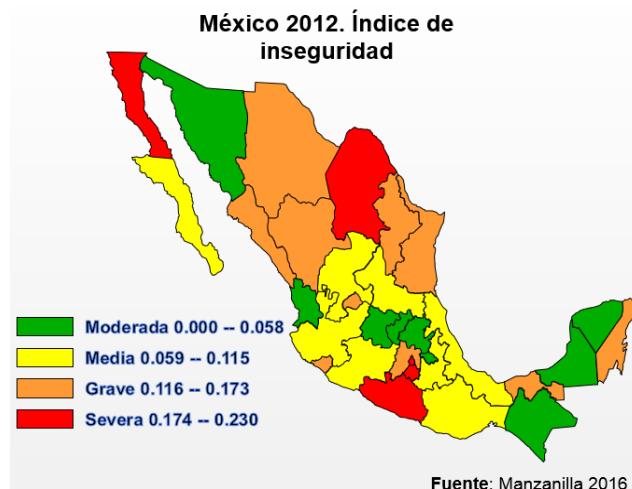 México 2012. Índice de
inseguridad
Moderada 0.000 -- 0.058
Media 0.059 -- 0.115
Grave 0.116 -- 0.173
Severa 0.174 -- 0.230
Fuente: Manzanilla 2016